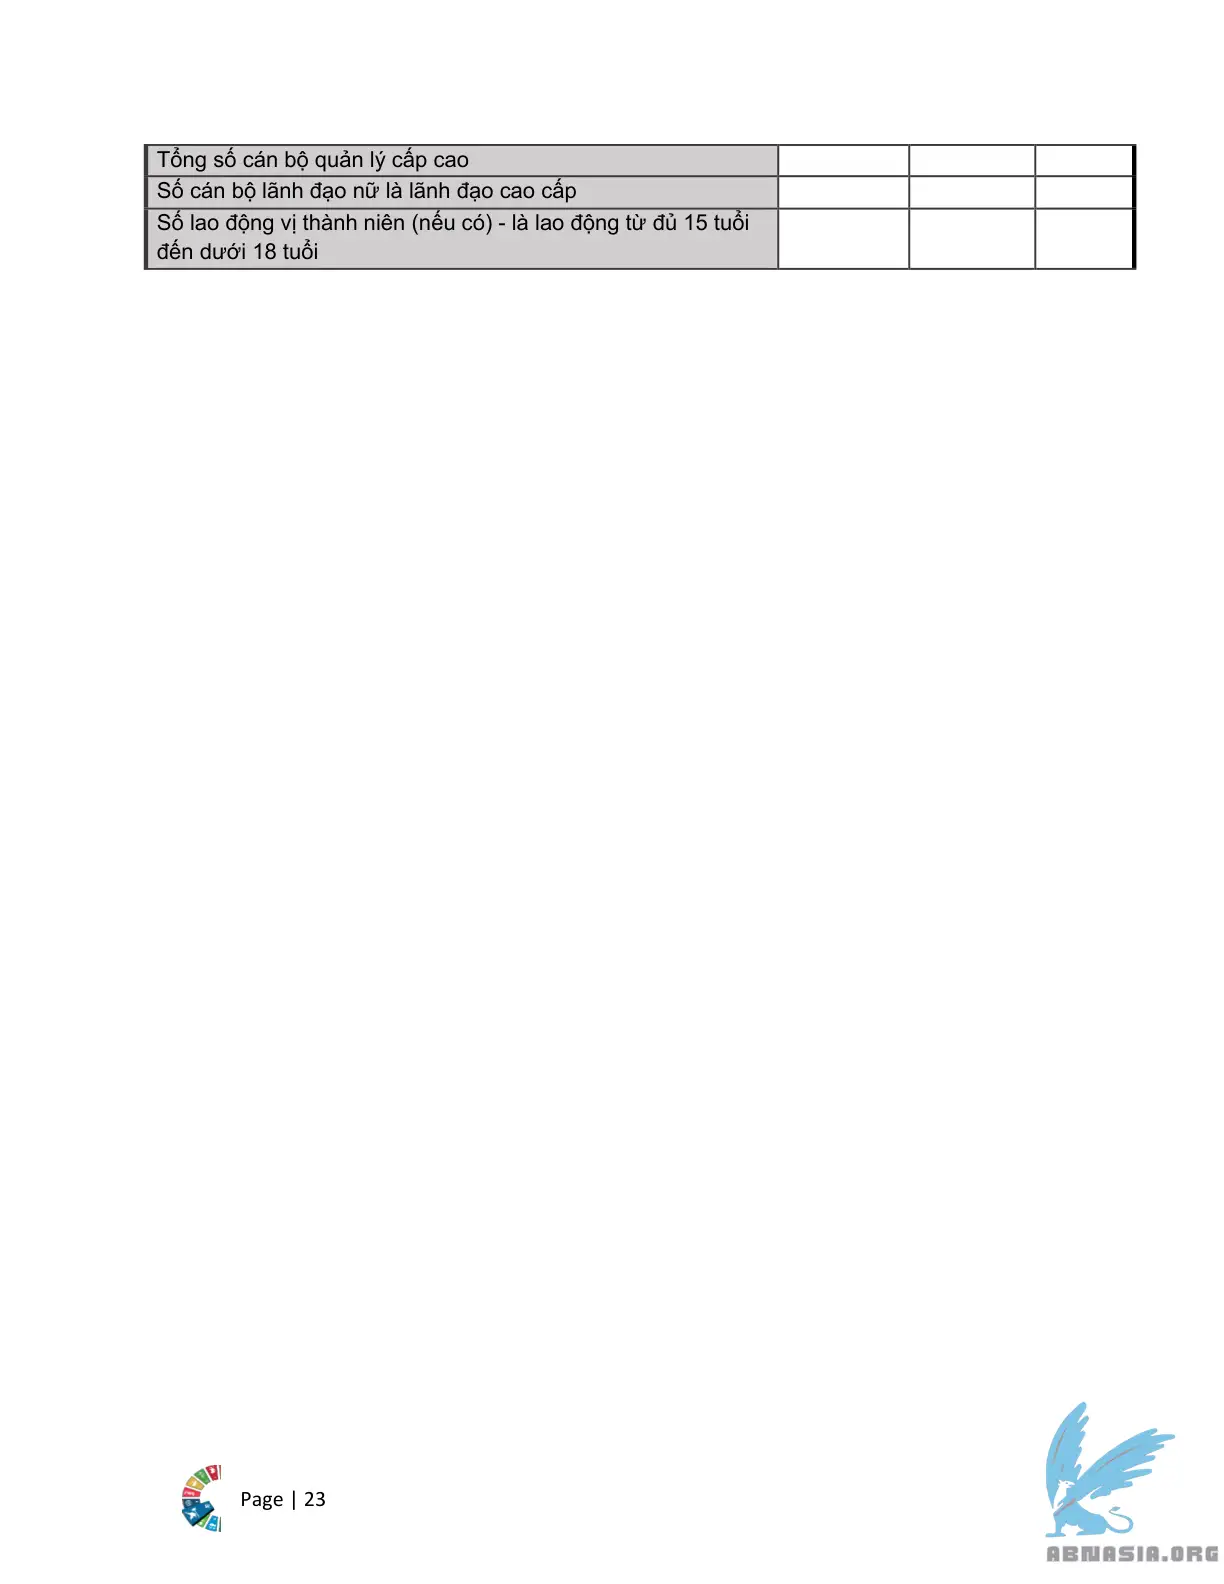 Tổng số cán bộ quản lý cấp cao
Số cán bộ lãnh đạo nữ là lãnh đạo cao cấp
Số lao động vị thành niên (nếu có) - là lao động từ đủ 15 tuổi
đến dưới 18 tuổi
Page | 23
ABNASIA.ORG